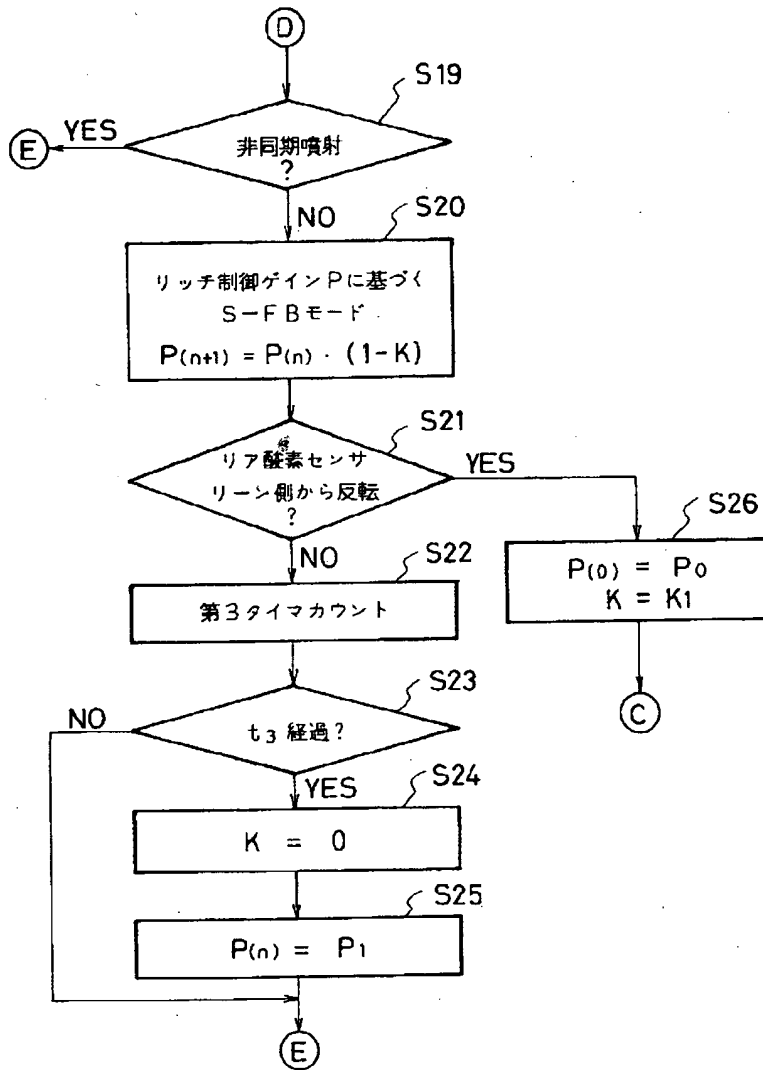 D
S19
YES
E
非同期噴射
?
NO
S20
リッチ制御ゲインPに基づく
S-FBモード
P(n+1) = P(n) · (1-K)
S21
リア酸素センサ
リーン側から反転
?
YES
NO
S26
P(0) = P0
K = K1
C
S22
第3タイマカウント
S23
NO
t3 経過?
YES
S24
K = 0
S25
P(n) = P1
E